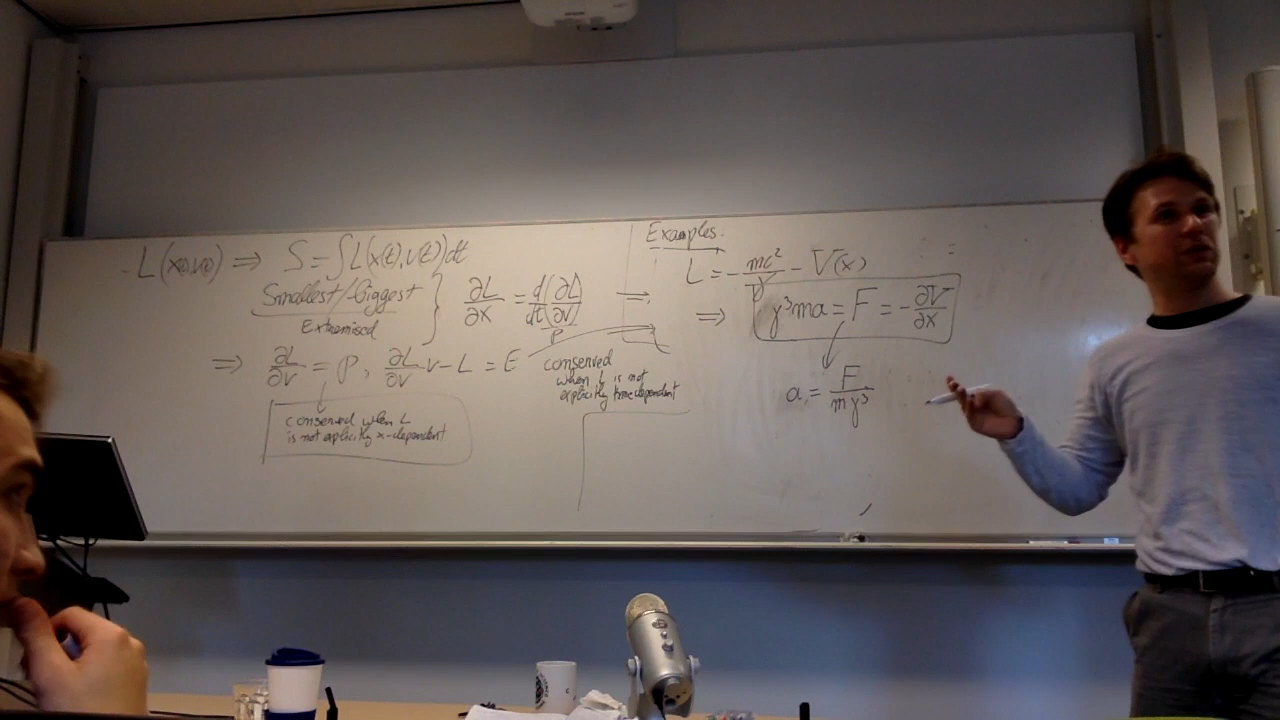 L(x(t),v(t)) ⇒ S = ∫L(x(t),v(t))dt
Smallest/Biggest
Extremised
∂L/∂x = d/dt(∂L/∂v) ⇒
P
⇒ ∂L/∂v = P, ∂L/∂v v - L = E
conserved
when L is not
explicitly time dependent
conserved when L
is not explicitly x-dependent
Examples:
L = -mc²/γ - V(x)
⇒ γ³ma = F = -∂V/∂x
a = F/mγ³